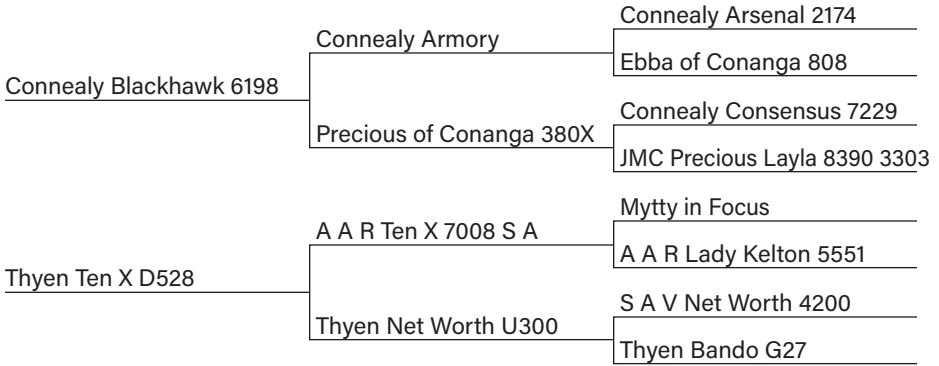 Connealy Arsenal 2174
Connealy Armory
Ebba of Conanga 808
Connealy Blackhawk 6198
Connealy Consensus 7229
Precious of Conanga 380X
JMC Precious Layla 8390 3303
Mytty in Focus
A A R Ten X 7008 S A
A A R Lady Kelton 5551
Thyen Ten X D528
S A V Net Worth 4200
Thyen Net Worth U300
Thyen Bando G27